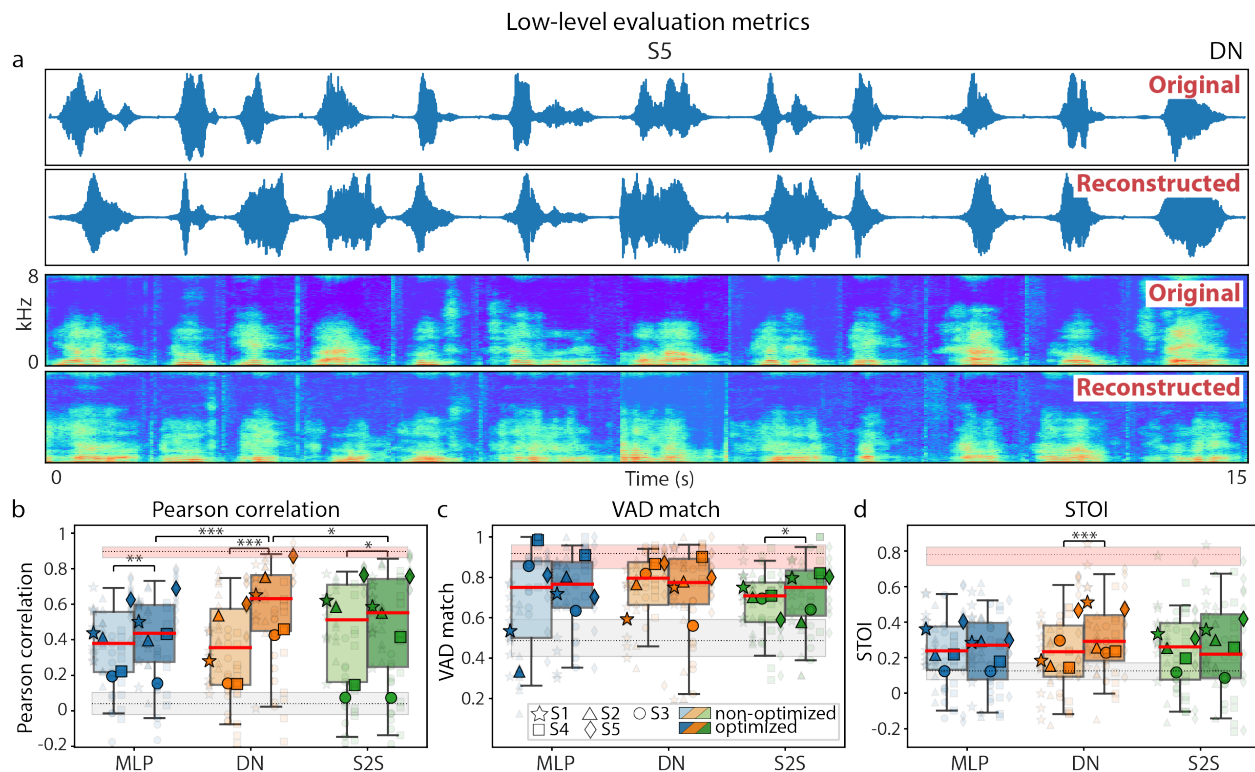 Low-level evaluation metrics
S5 DN
a
Original
Reconstructed
8
kHz
0
Original
Reconstructed
0 Time (s) 15
b Pearson correlation
Pearson correlation
1
0.8
0.6
0.4
0.2
0
-0.2
** *** *** * *
MLP DN S2S
c VAD match
VAD match
1
0.8
0.6
0.4
0.2
*
S1 S2 S3 non-optimized
S4 S5 optimized
MLP DN S2S
d STOI
STOI
0.8
0.6
0.4
0.2
0
-0.2
***
MLP DN S2S